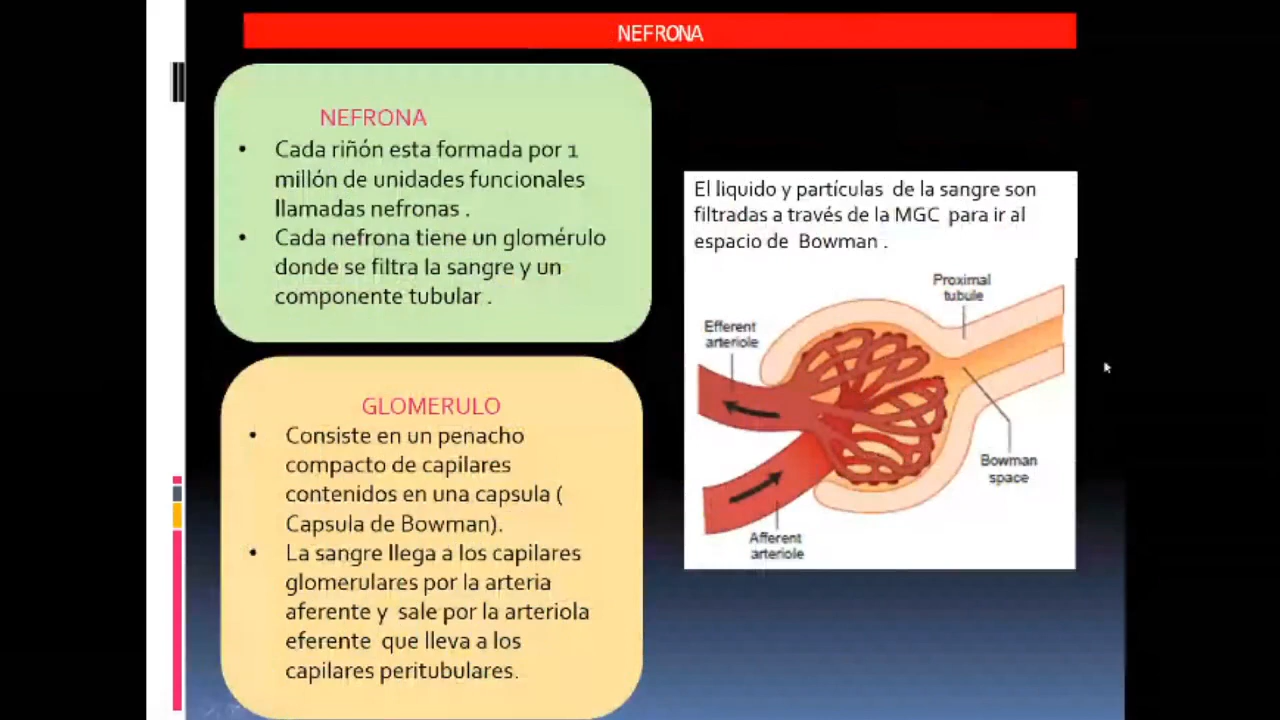 NEFRONA
NEFRONA
• Cada riñón esta formada por 1
millón de unidades funcionales
llamadas nefronas .
• Cada nefrona tiene un glomérulo
donde se filtra la sangre y un
componente tubular .
GLOMERULO
• Consiste en un penacho
compacto de capilares
contenidos en una capsula (
Capsula de Bowman).
• La sangre llega a los capilares
glomerulares por la arteria
aferente y sale por la arteriola
eferente que lleva a los
capilares peritubulares.
El liquido y partículas de la sangre son
filtradas a través de la MGC para ir al
espacio de Bowman .
Proximal
tubule
Efferent
arteriole
Bowman
space
Afferent
arteriole